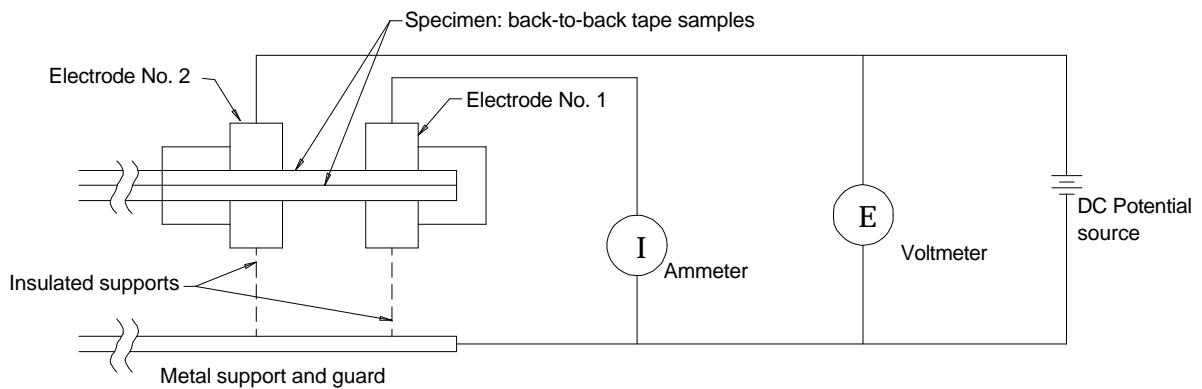 Specimen: back-to-back tape samples
Electrode No. 2
Electrode No. 1
I
Ammeter
E
Voltmeter
DC Potential
source
Insulated supports
Metal support and guard